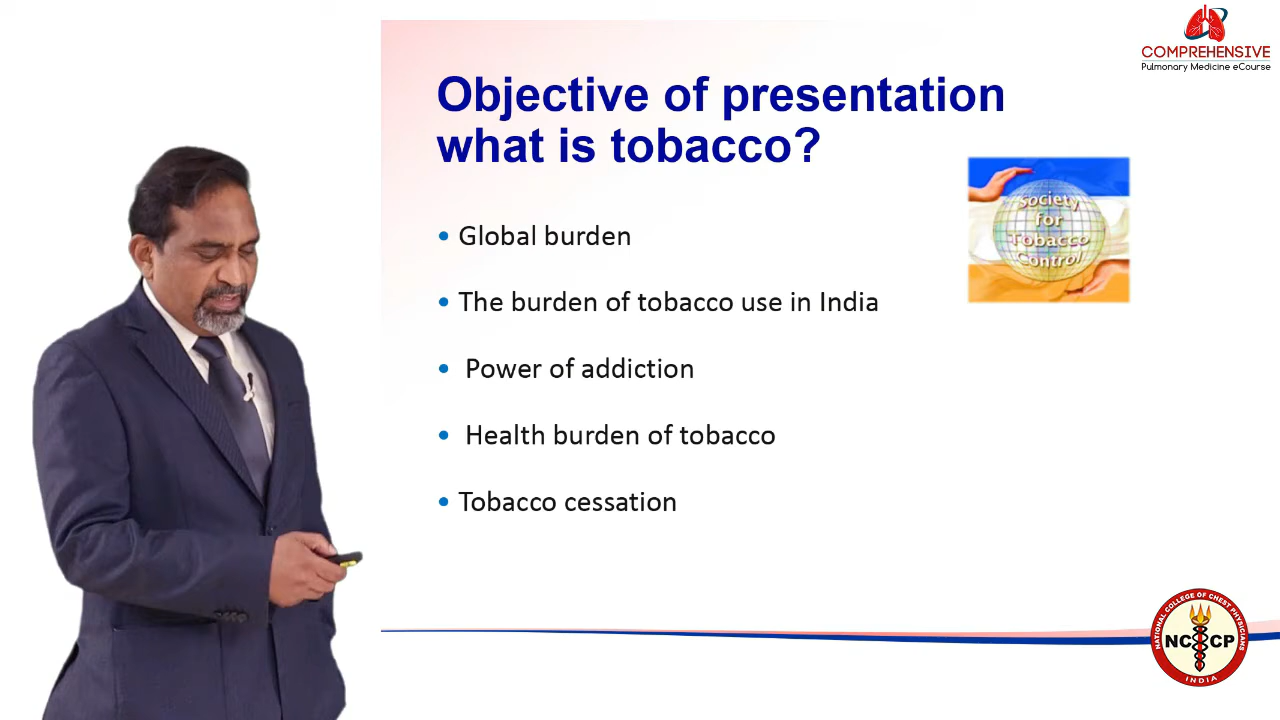 COMPREHENSIVE
Pulmonary Medicine eCourse
Objective of presentation
what is tobacco?
Society
for
Tobacco
Control
• Global burden
• The burden of tobacco use in India
• Power of addiction
• Health burden of tobacco
• Tobacco cessation
NATIONAL COLLEGE OF CHEST PHYSICIANS
NCCP
INDIA